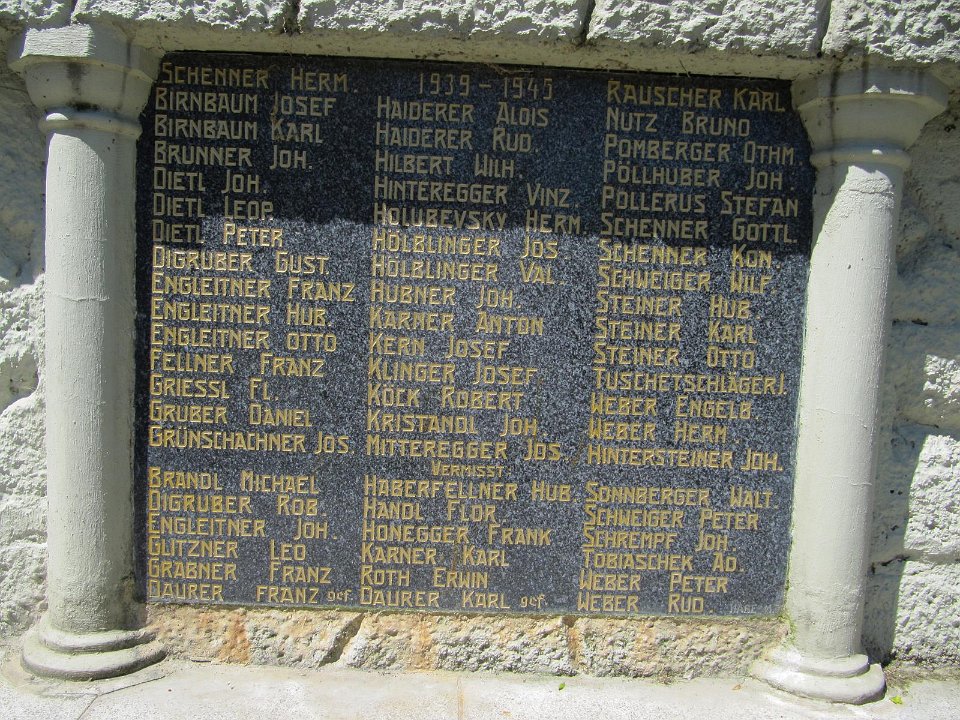 1939 - 1945
SCHENNER HERM.
BIRNBAUM JOSEF
BIRNBAUM KARL
BRUNNER JOH.
DIETL JOH.
DIETL LEOP.
DIETL PETER
DIGRUBER GUST.
ENGLEITNER FRANZ
ENGLEITNER HUB.
ENGLEITNER OTTO
FELLNER FRANZ
GRIESSL FL.
GRUBER DANIEL
GRÜNSCHACHNER JOS.
HAIDERER ALOIS
HAIDERER RUD.
HILBERT WILH.
HINTEREGGER VINZ.
HOLUBEVSKY HERM.
HÖLBLINGER JOS.
HÖLBLINGER VAL.
HUBNER JOH.
KARNER ANTON
KERN JOSEF
KLINGER JOSEF
KÖCK ROBERT
KRISTANDL JOH.
MITTEREGGER JOS.
RAUSCHER KARL
NUTZ BRUNO
POMBERGER OTHM.
PÖLLHUBER JOH.
POLLERUS STEFAN
SCHENNER GOTTL.
SCHENNER KON.
SCHWEIGER WILF.
STEINER HUB.
STEINER KARL
STEINER OTTO
TUSCHETSCHLÄGER J.
WEBER ENGELB.
WEBER HERM.
HINTERSTEINER JOH.
VERMISST
BRANDL MICHAEL
DIGRUBER ROB.
ENGLEITNER JOH.
GLITZNER LEO
GRABNER FRANZ
DAURER FRANZ gef.
HABERFELLNER HUB.
HANDL FLOR.
HONEGGER FRANK
KARNER KARL
ROTH ERWIN
DAURER KARL gef.
SONNBERGER WALT.
SCHWEIGER PETER
SCHREMPF JOH.
TOBIASCHEK AD.
WEBER PETER
WEBER RUD.